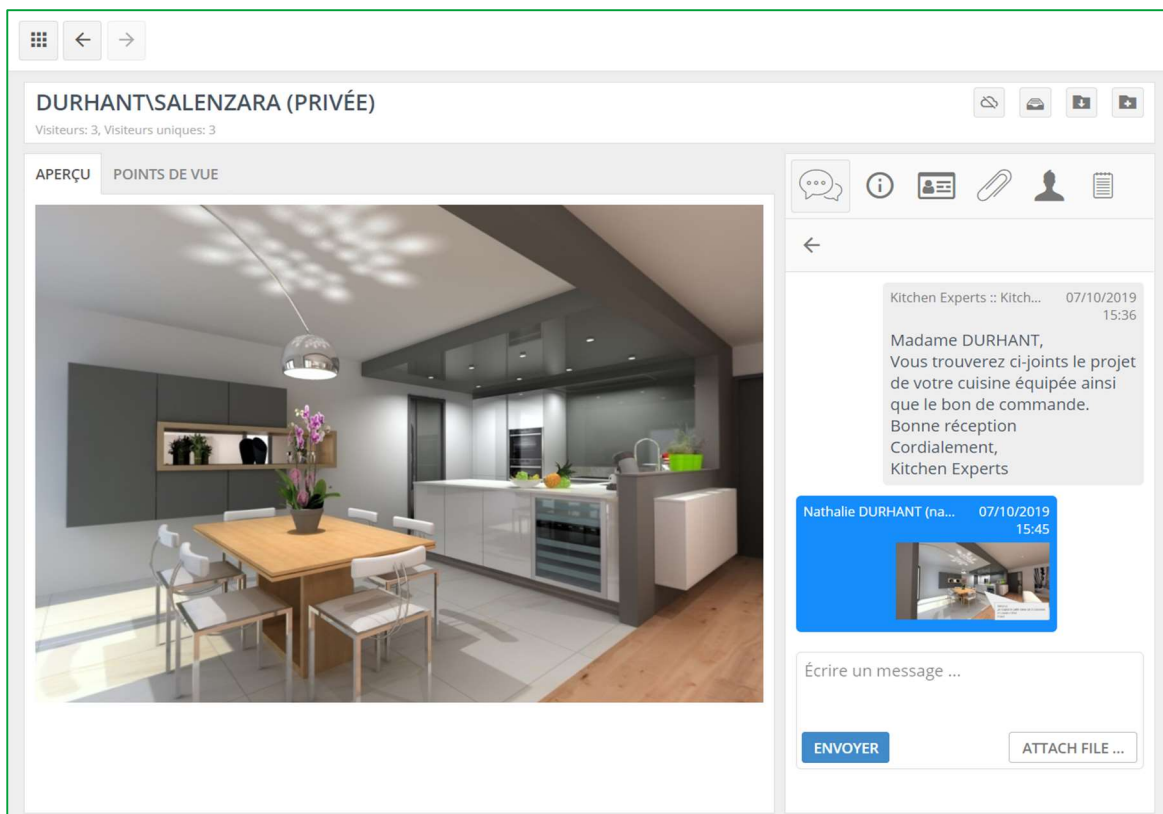 DURHANT\SALENZARA (PRIVÉE)
Visiteurs: 3, Visiteurs uniques: 3
APERÇU
POINTS DE VUE
Kitchen Experts :: Kitch... 07/10/2019
15:36
Madame DURHANT,
Vous trouverez ci-joints le projet
de votre cuisine équipée ainsi
que le bon de commande.
Bonne réception
Cordialement,
Kitchen Experts
Nathalie DURHANT (na... 07/10/2019
15:45
Écrire un message ...
ENVOYER
ATTACH FILE ...